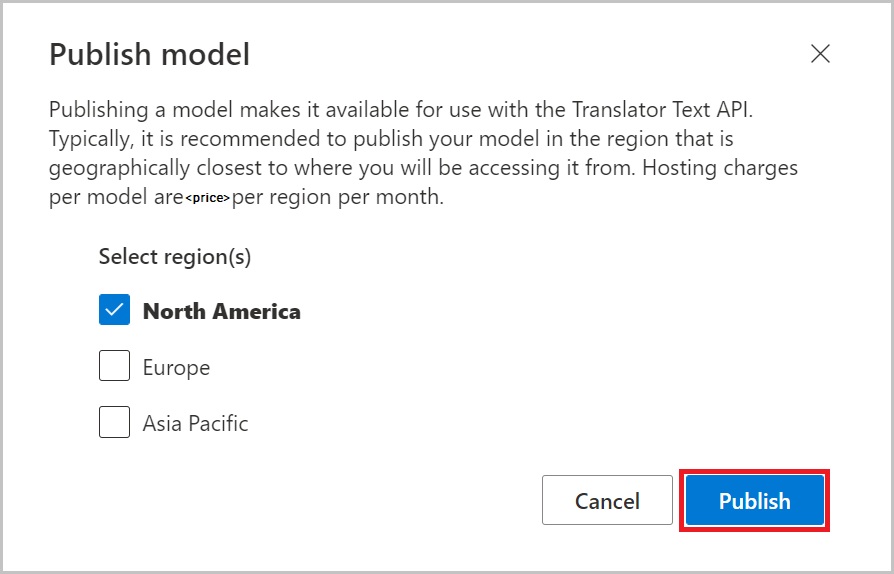 Publish model
Publishing a model makes it available for use with the Translator Text API.
Typically, it is recommended to publish your model in the region that is
geographically closest to where you will be accessing it from. Hosting charges
per model are<price>per region per month.
Select region(s)
North America
Europe
Asia Pacific
Cancel
Publish